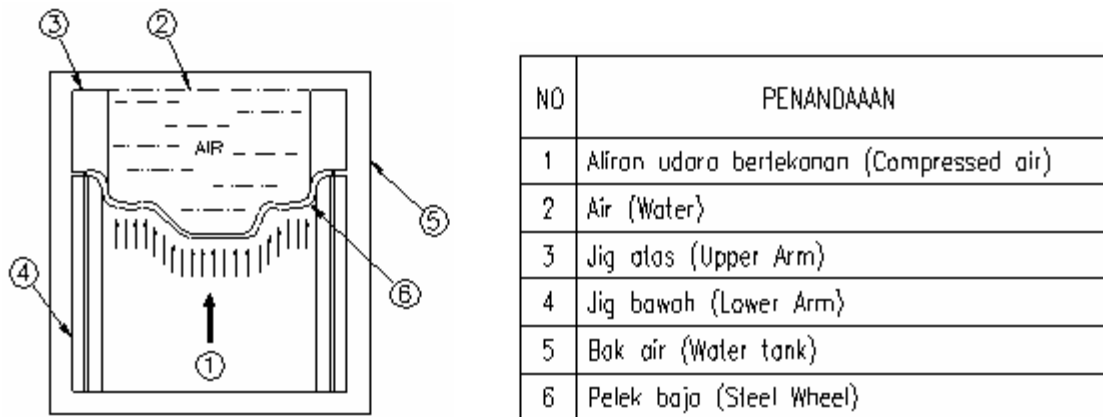 3
2
AIR
5
4
6
1
NO PENANDAAAN
1 Aliran udara bertekanan (Compressed air)
2 Air (Water)
3 Jig atas (Upper Arm)
4 Jig bawah (Lower Arm)
5 Bak air (Water tank)
6 Pelek baja (Steel Wheel)